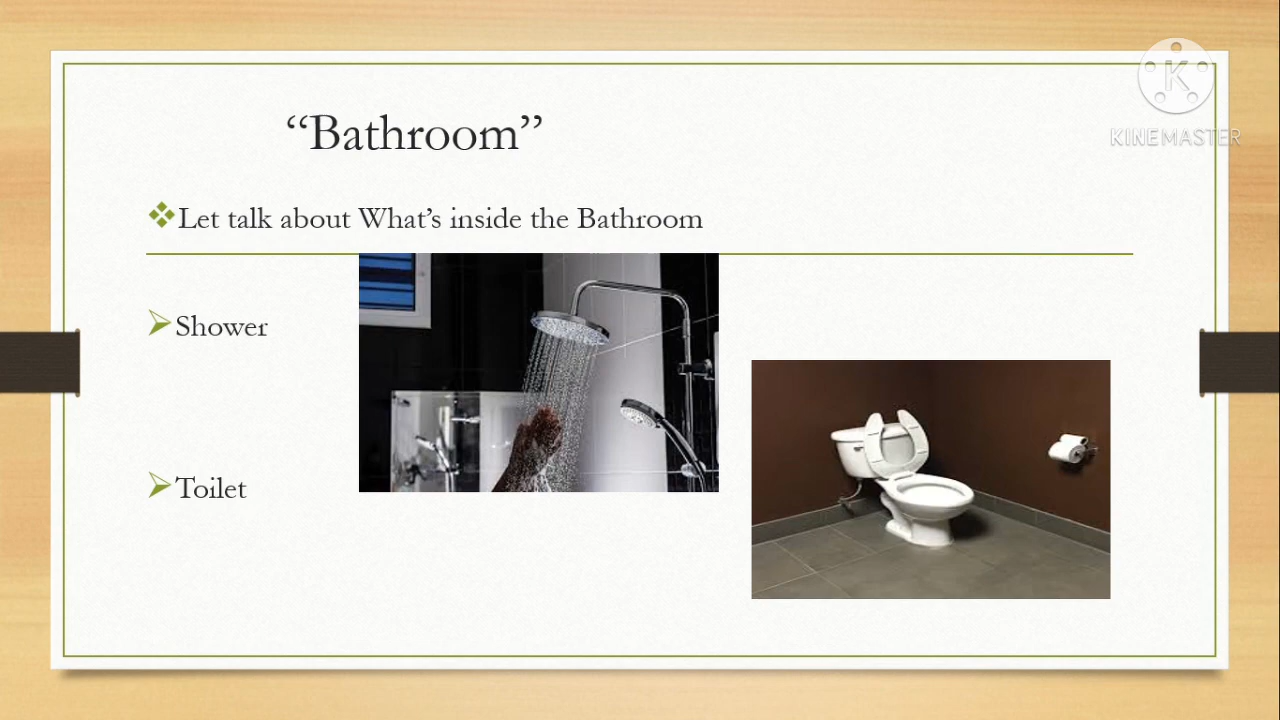 “Bathroom”
K
KINEMASTER
Let talk about What’s inside the Bathroom
Shower
Toilet